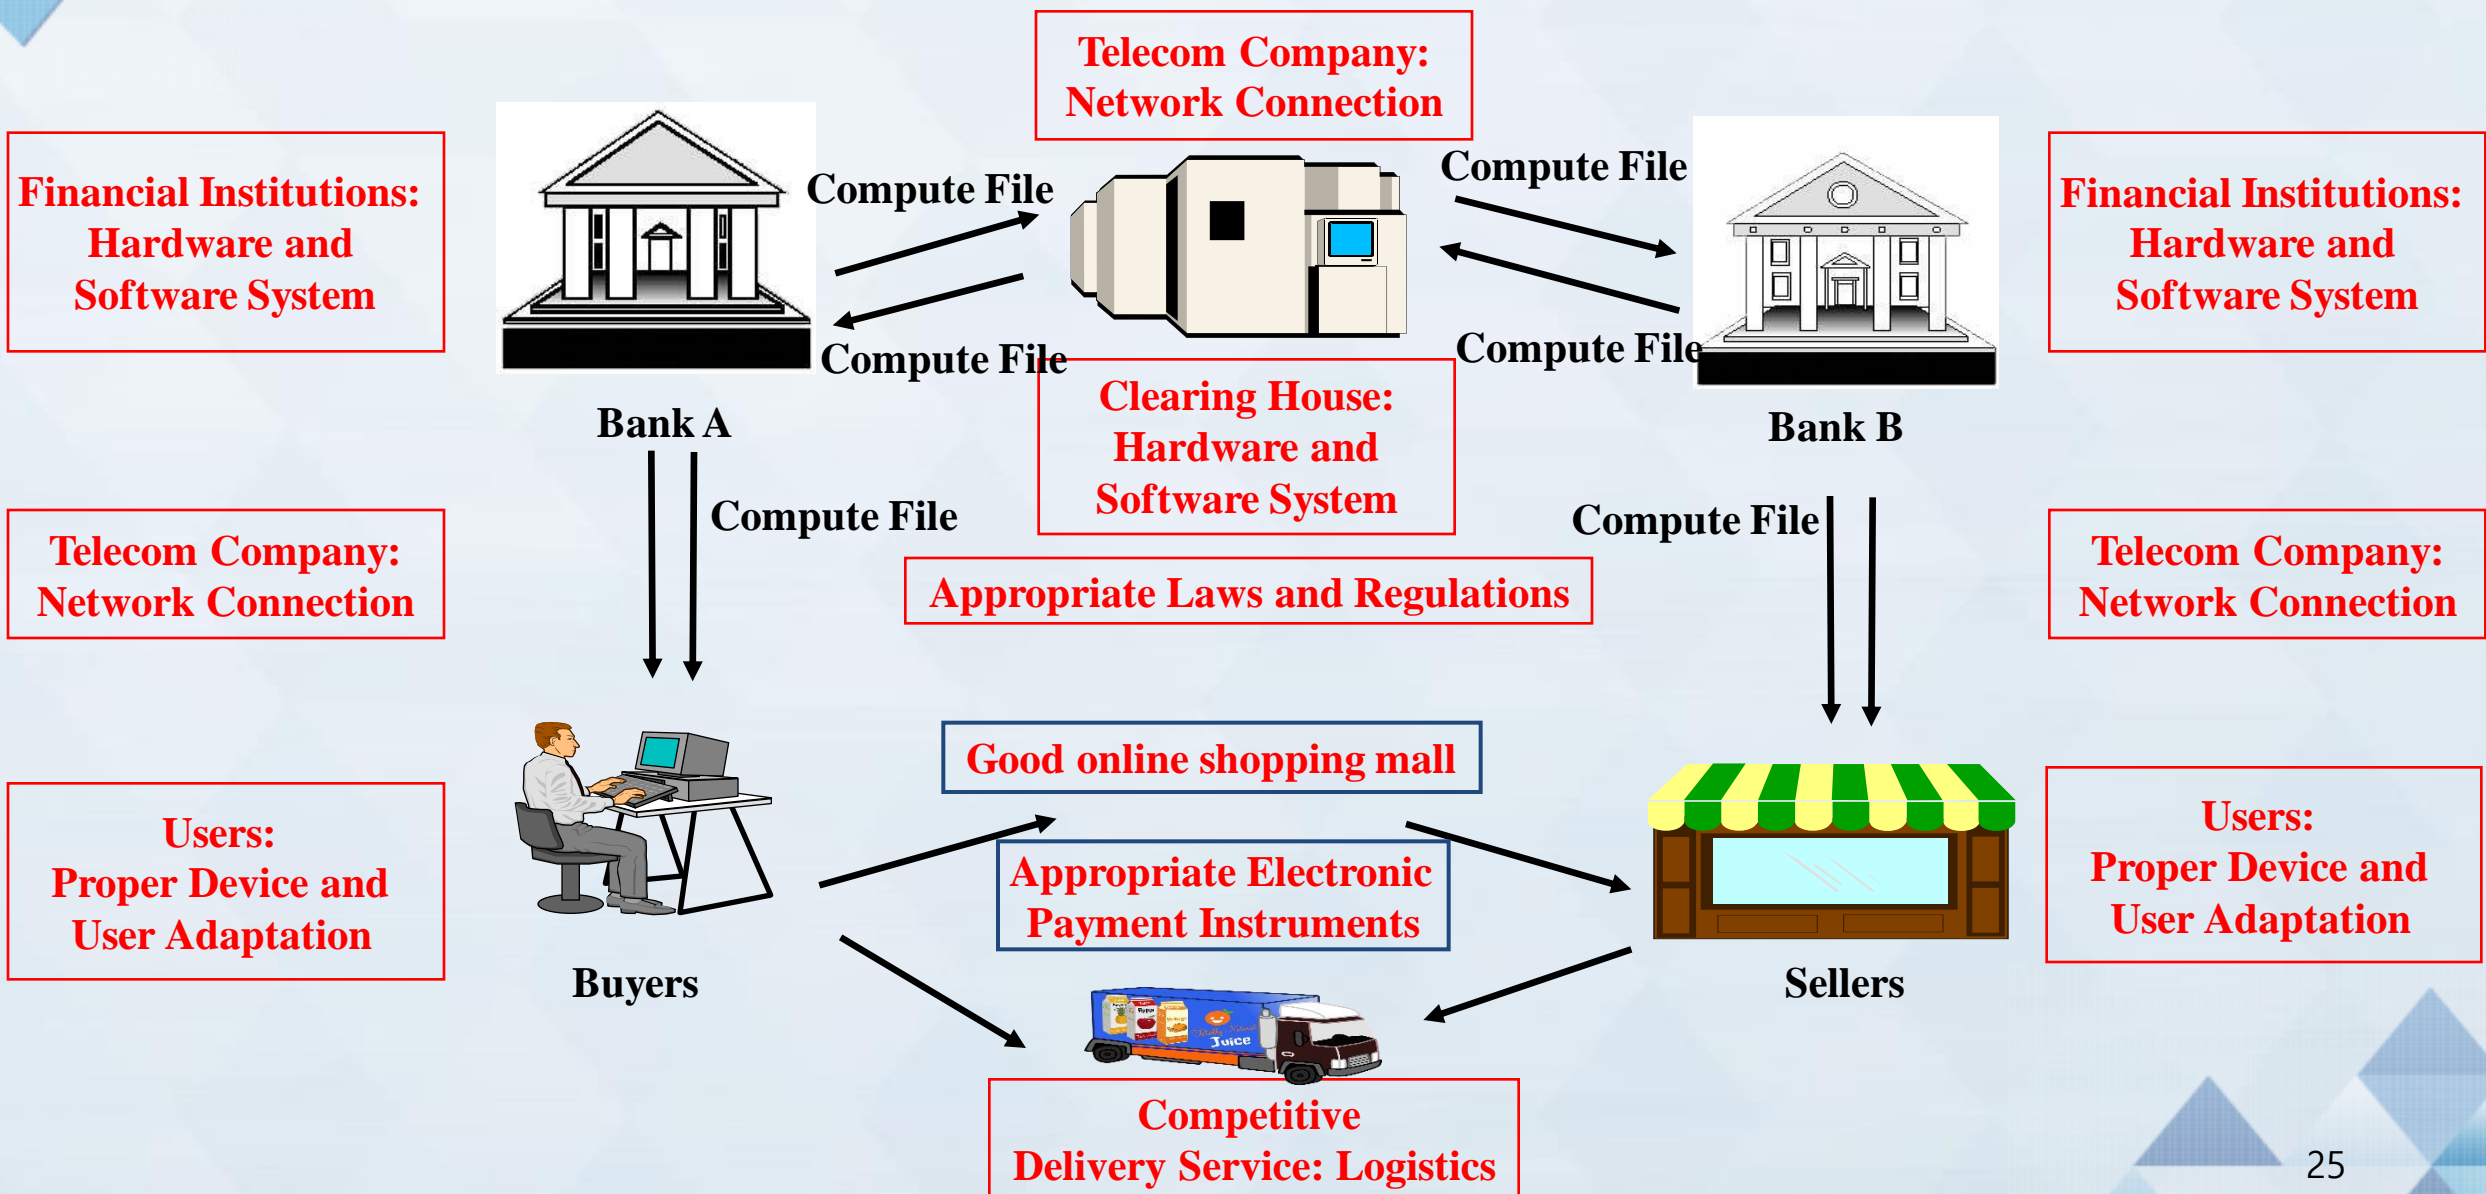 Telecom Company:
Network Connection
Financial Institutions:
Hardware and
Software System
Compute File
Compute File
Financial Institutions:
Hardware and
Software System
Compute File
Compute File
Clearing House:
Hardware and
Software System
Bank A
Bank B
Telecom Company:
Network Connection
Compute File
Compute File
Telecom Company:
Network Connection
Appropriate Laws and Regulations
Good online shopping mall
Users:
Proper Device and
User Adaptation
Appropriate Electronic
Payment Instruments
Users:
Proper Device and
User Adaptation
Buyers
Sellers
Juice
Competitive
Delivery Service: Logistics
25